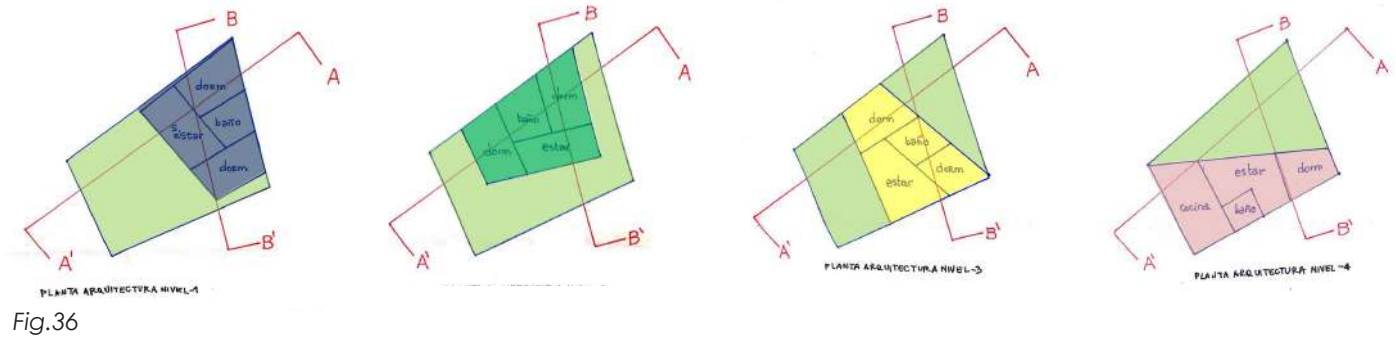 B
A
dorm
baño
estar
dorm
A'
B'
PLANTA ARQUITECTURA NIVEL-1
B
A
dorm
baño
estar
dorm
A'
B'
B
A
dorm
baño
dorm
estar
A'
B'
PLANTA ARQUITECTURA NIVEL-3
B
A
estar
dorm
cocina
baño
A'
B'
PLANTA ARQUITECTURA NIVEL-4
Fig.36